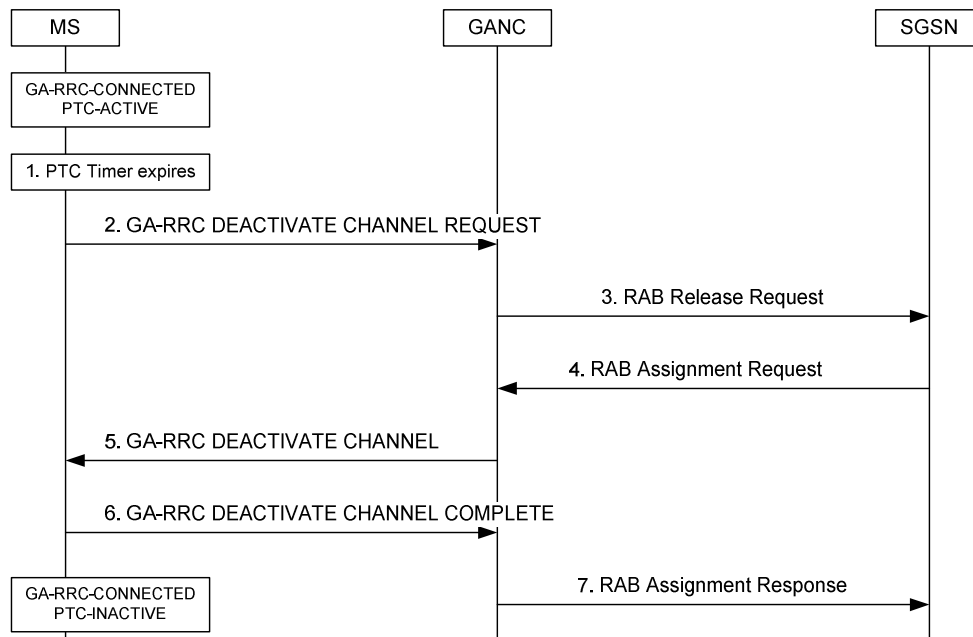 MS
GANC
SGSN
GA-RRC-CONNECTED
PTC-ACTIVE
1. PTC Timer expires
2. GA-RRC DEACTIVATE CHANNEL REQUEST
3. RAB Release Request
4. RAB Assignment Request
5. GA-RRC DEACTIVATE CHANNEL
6. GA-RRC DEACTIVATE CHANNEL COMPLETE
GA-RRC-CONNECTED
PTC-INACTIVE
7. RAB Assignment Response